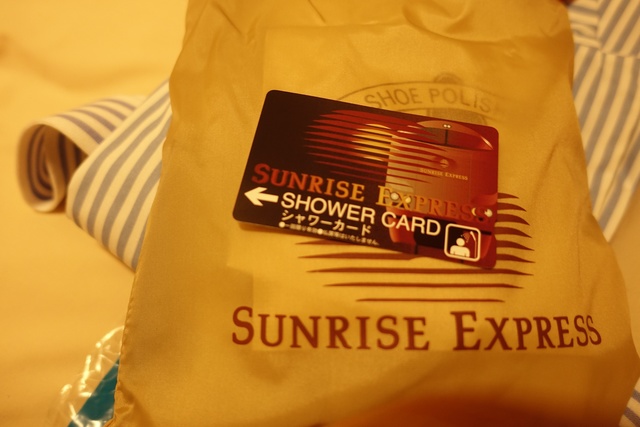 SHOE POLISH
SUNRISE EXPRESS
SUNRISE EXPRESS
SHOWER CARD
シャワーカード
SUNRISE EXPRESS